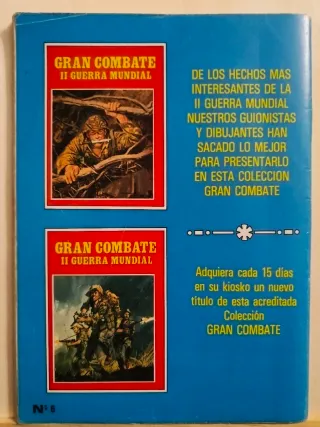 GRAN COMBATE
II GUERRA MUNDIAL
DE LOS HECHOS MAS
INTERESANTES DE LA
II GUERRA MUNDIAL
NUESTROS GUIONISTAS
Y DIBUJANTES HAN
SACADO LO MEJOR
PARA PRESENTARLO
EN ESTA COLECCION
GRAN COMBATE
GRAN COMBATE
II GUERRA MUNDIAL
Adquiera cada 15 días
en su kiosko un nuevo
título de esta acreditada
Colección
GRAN COMBATE
Nº 6